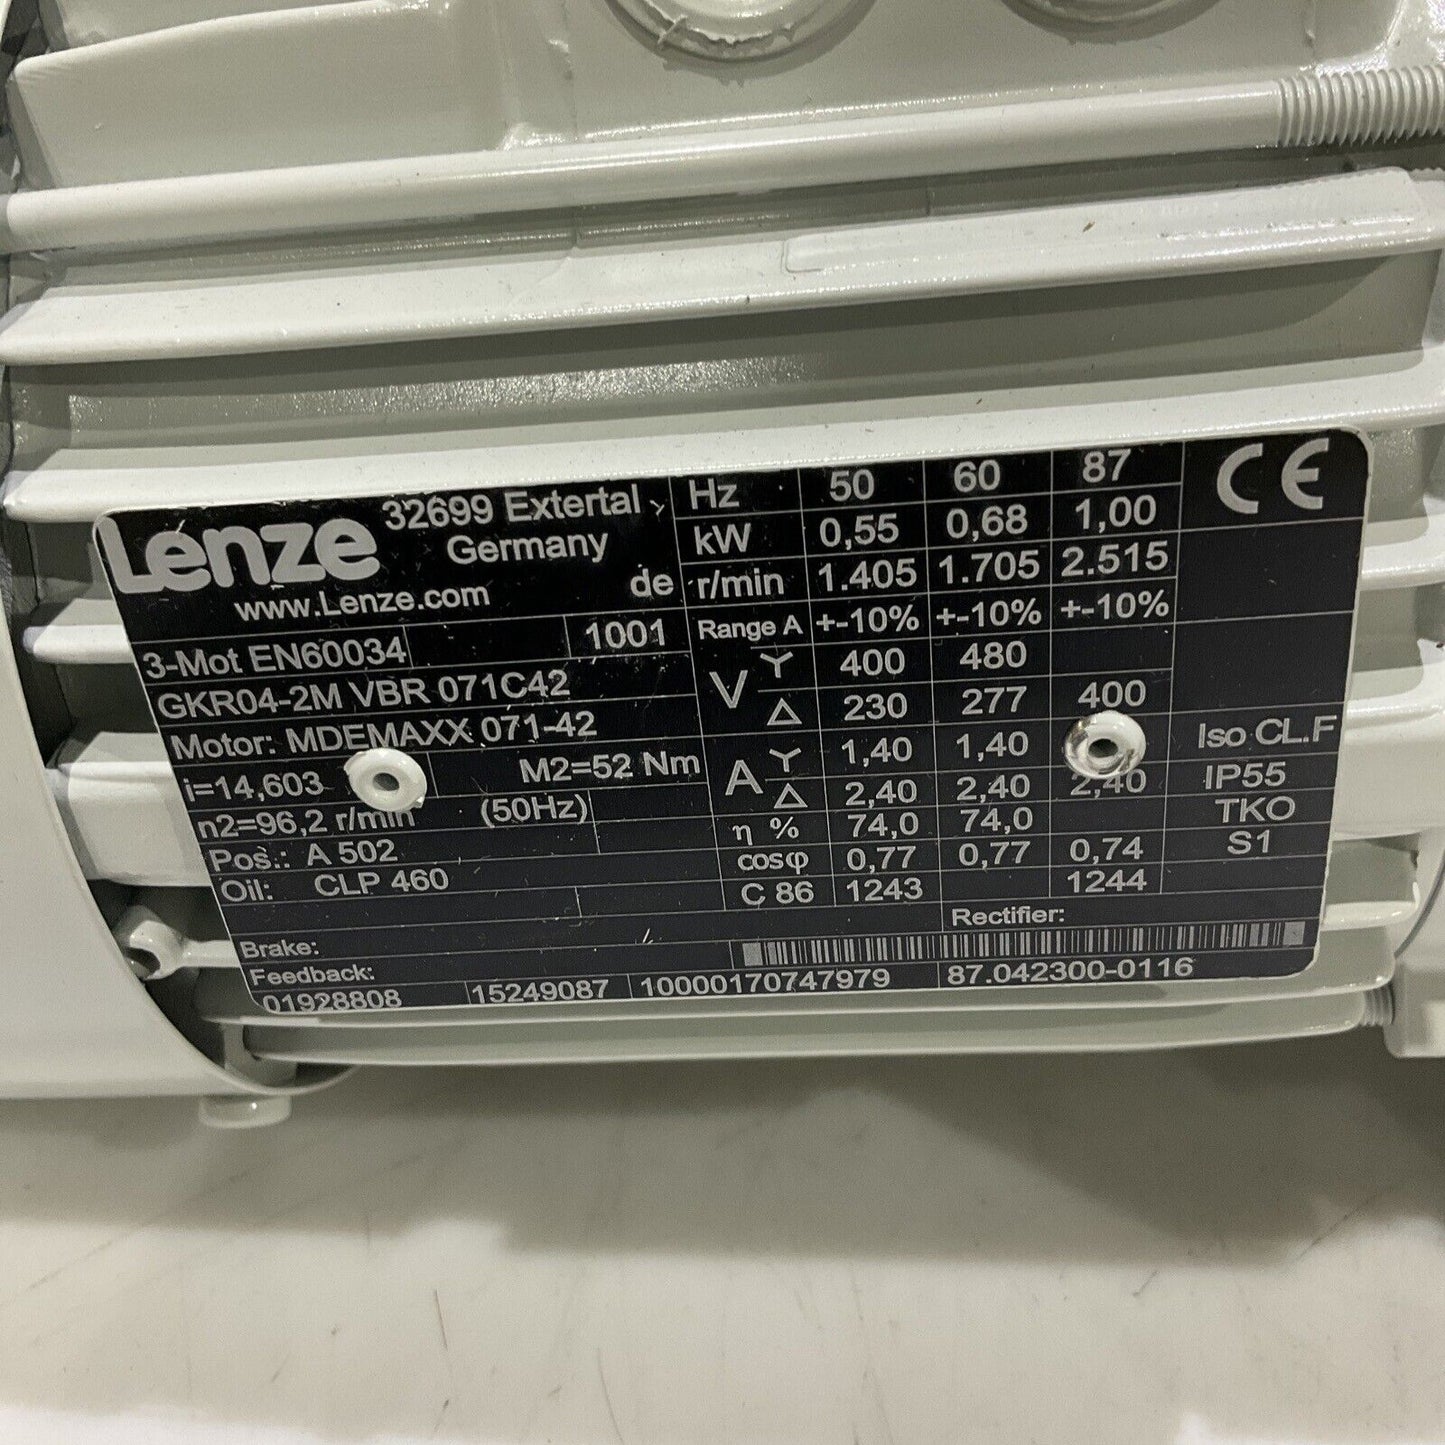 Lenze 32699 Extertal
Germany
www.Lenze.com de
3-Mot EN60034 1001
GKR04-2M VBR 071C42
Motor: MDEMAXX 071-42
i=14,603 M2=52 Nm
n2=96,2 r/min (50Hz)
Pos.: A 502
Oil: CLP 460
Brake:
Feedback:
01928808 15249087 10000170747979 87.042300-0116
Hz 50 60 87
kW 0,55 0,68 1,00
r/min 1.405 1.705 2.515
Range A +-10% +-10% +-10%
V Y 400 480
Δ 230 277 400
A Y 1,40 1,40
Δ 2,40 2,40 2,40
η % 74,0 74,0
cosφ 0,77 0,77 0,74
C 86 1243 1244
Rectifier:
CE
Iso CL.F
IP55
TKO
S1